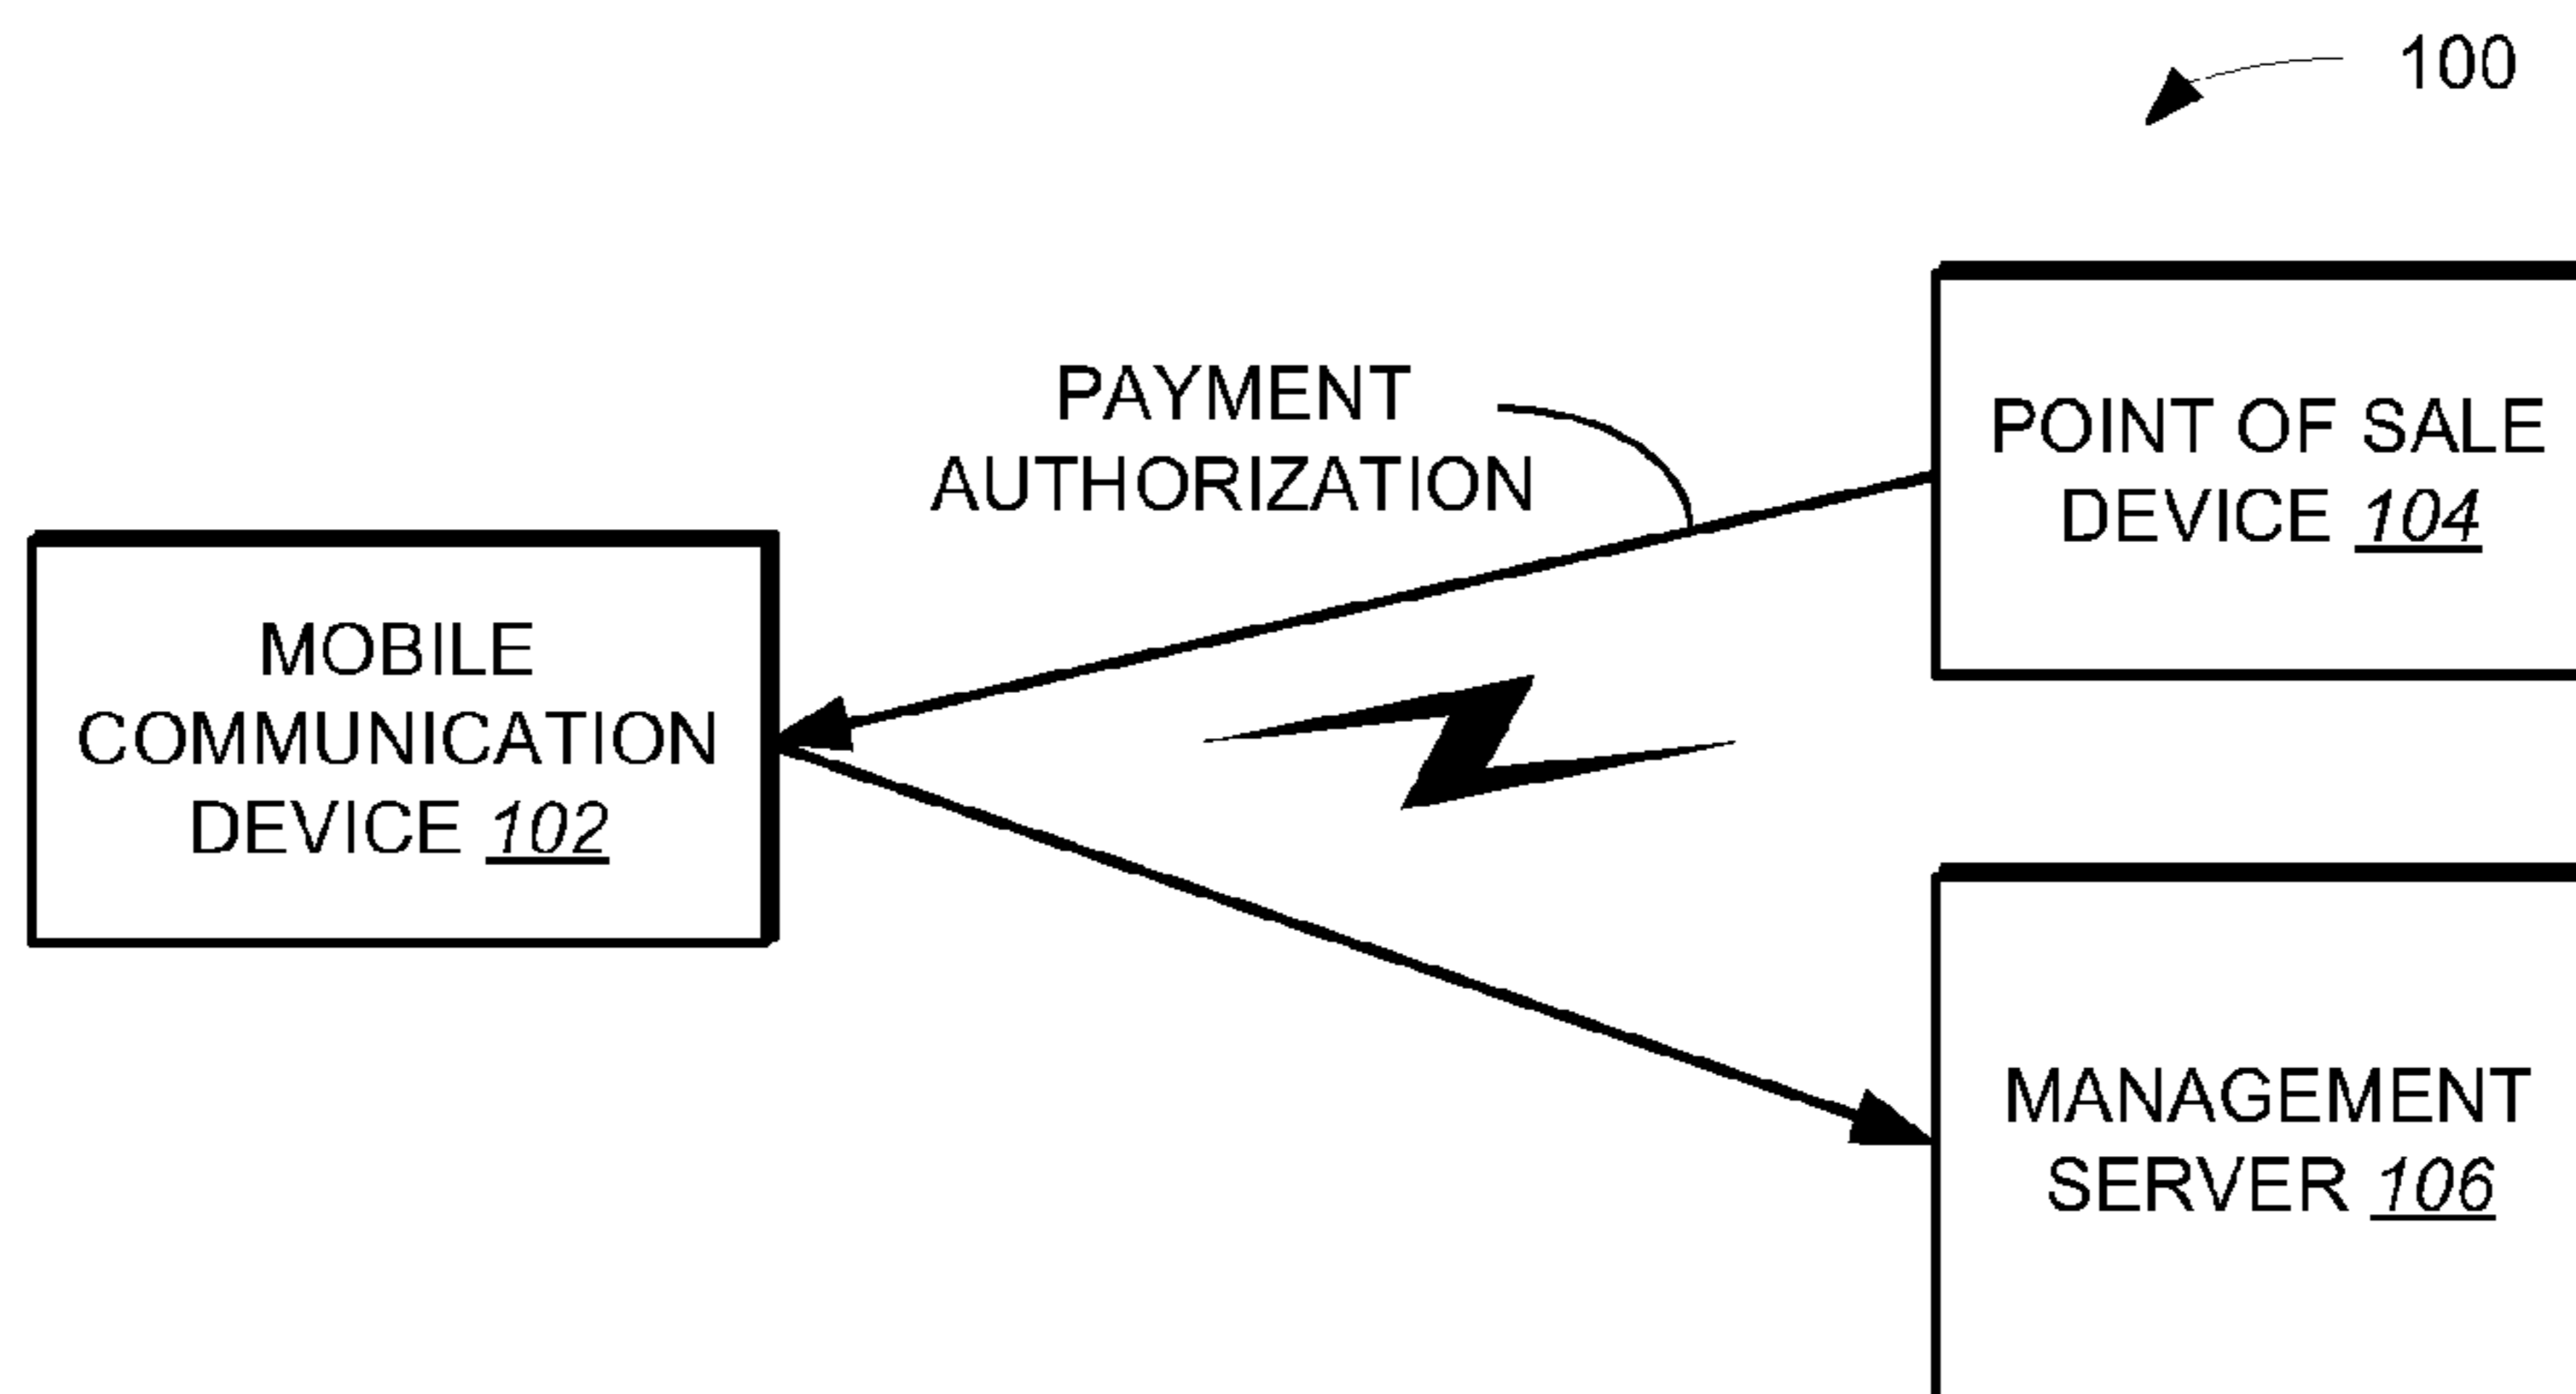 100
PAYMENT
AUTHORIZATION
POINT OF SALE
DEVICE 104
MOBILE
COMMUNICATION
DEVICE 102
MANAGEMENT
SERVER 106